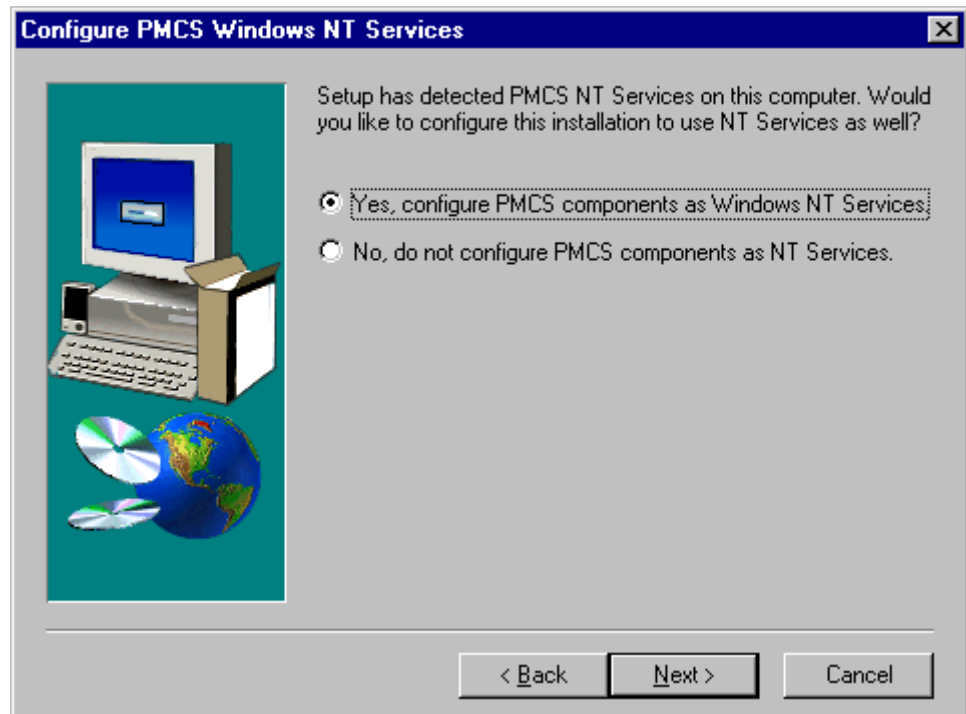 Configure PMCS Windows NT Services
Setup has detected PMCS NT Services on this computer. Would
you like to configure this installation to use NT Services as well?
Yes, configure PMCS components as Windows NT Services.
No, do not configure PMCS components as NT Services.
< Back
Next >
Cancel